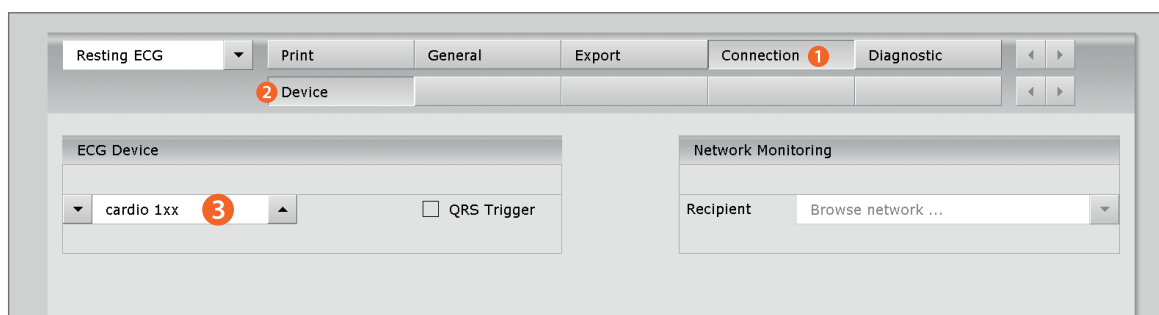 Resting ECG Print General Export Connection 1 Diagnostic
2 Device
ECG Device Network Monitoring
cardio 1xx 3 QRS Trigger Recipient Browse network ...